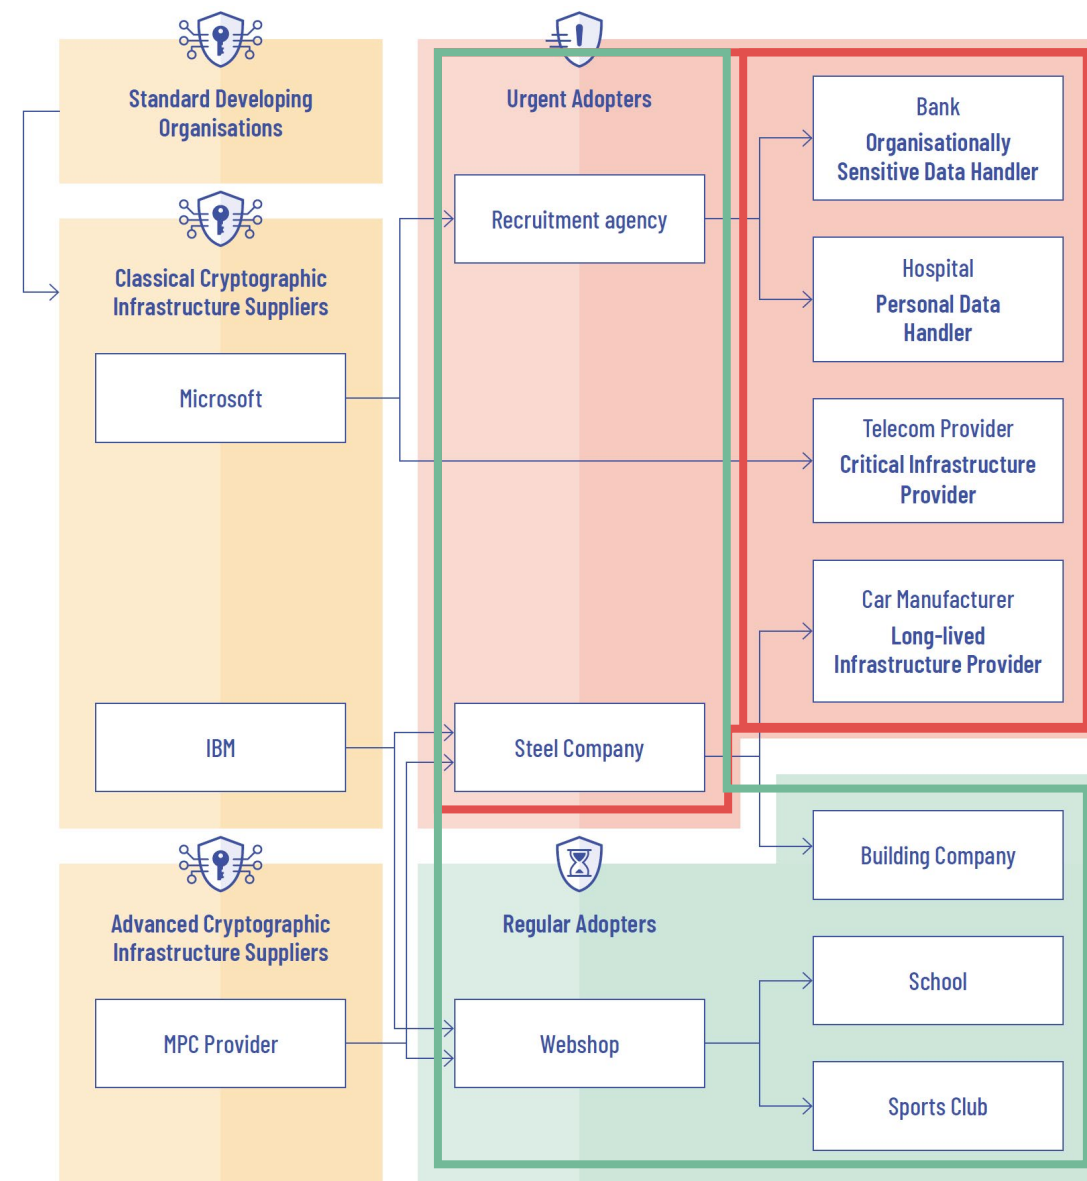 Standard Developing
Organisations
Classical Cryptographic
Infrastructure Suppliers
Microsoft
IBM
Advanced Cryptographic
Infrastructure Suppliers
MPC Provider
Urgent Adopters
Recruitment agency
Steel Company
Bank
Organisationally
Sensitive Data Handler
Hospital
Personal Data
Handler
Telecom Provider
Critical Infrastructure
Provider
Car Manufacturer
Long-lived
Infrastructure Provider
Regular Adopters
Webshop
Building Company
School
Sports Club